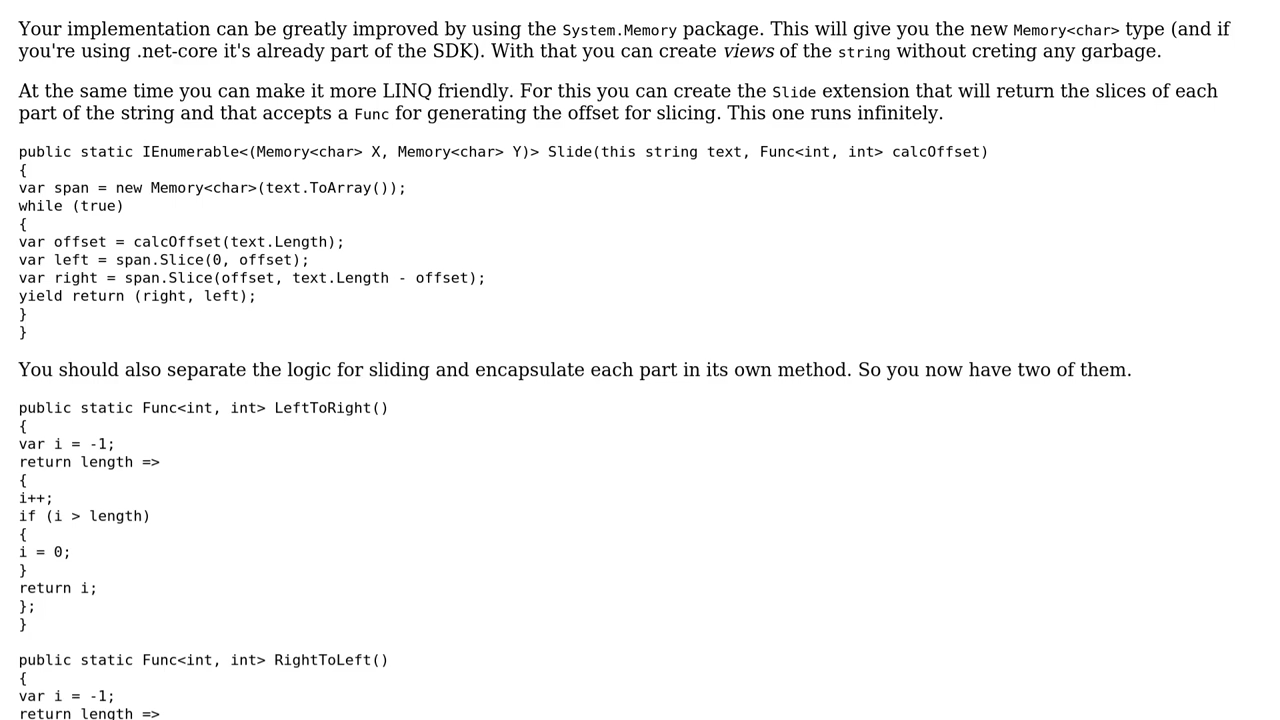 Your implementation can be greatly improved by using the System.Memory package. This will give you the new Memory<char> type (and if
you're using .net-core it's already part of the SDK). With that you can create views of the string without creting any garbage.
At the same time you can make it more LINQ friendly. For this you can create the Slide extension that will return the slices of each
part of the string and that accepts a Func for generating the offset for slicing. This one runs infinitely.
public static IEnumerable<(Memory<char> X, Memory<char> Y)> Slide(this string text, Func<int, int> calcOffset)
{
var span = new Memory<char>(text.ToArray());
while (true)
{
var offset = calcOffset(text.Length);
var left = span.Slice(0, offset);
var right = span.Slice(offset, text.Length - offset);
yield return (right, left);
}
}
You should also separate the logic for sliding and encapsulate each part in its own method. So you now have two of them.
public static Func<int, int> LeftToRight()
{
var i = -1;
return length =>
{
i++;
if (i > length)
{
i = 0;
}
return i;
};
}
public static Func<int, int> RightToLeft()
{
var i = -1;
return length =>